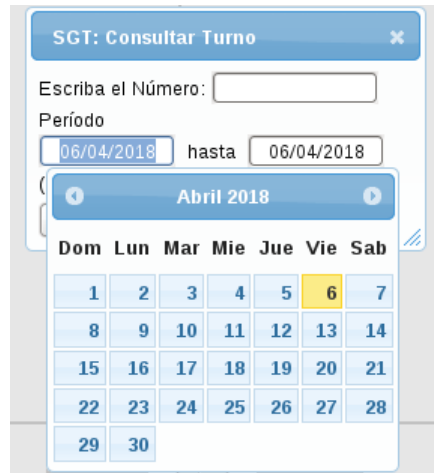 SGT: Consultar Turno
Escriba el Número:
Período
06/04/2018 hasta 06/04/2018
(
Abril 2018
Dom Lun Mar Mie Jue Vie Sab
1 2 3 4 5 6 7
8 9 10 11 12 13 14
15 16 17 18 19 20 21
22 23 24 25 26 27 28
29 30